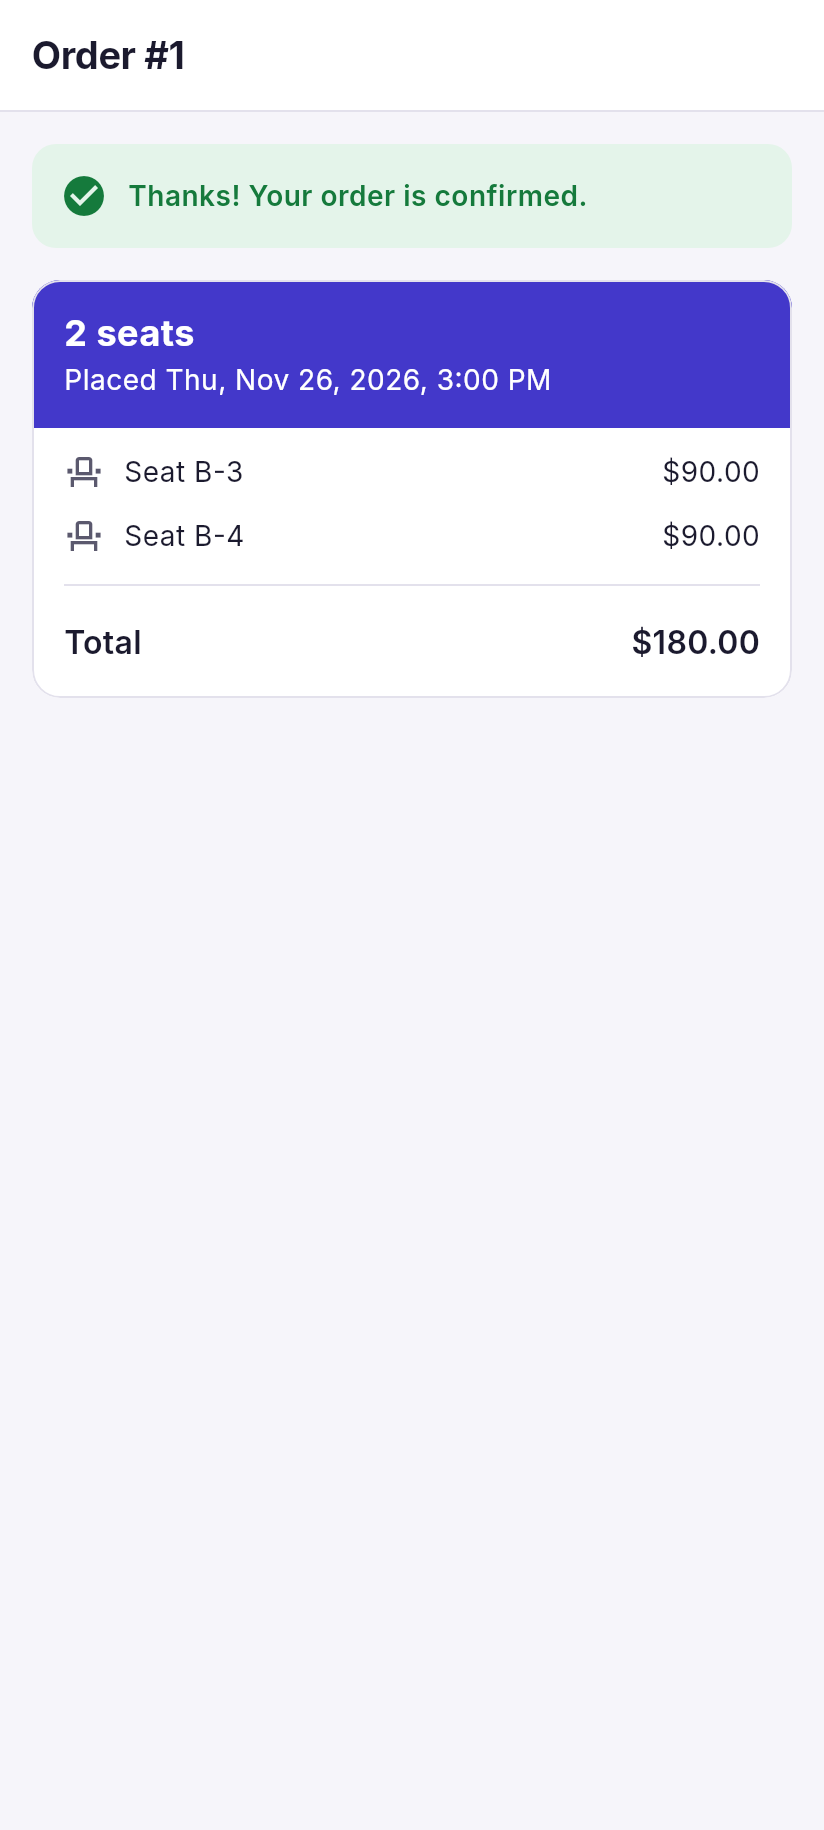 Order #1
Thanks! Your order is confirmed.
2 seats
Placed Thu, Nov 26, 2026, 3:00 PM
Seat B-3 $90.00
Seat B-4 $90.00
Total $180.00